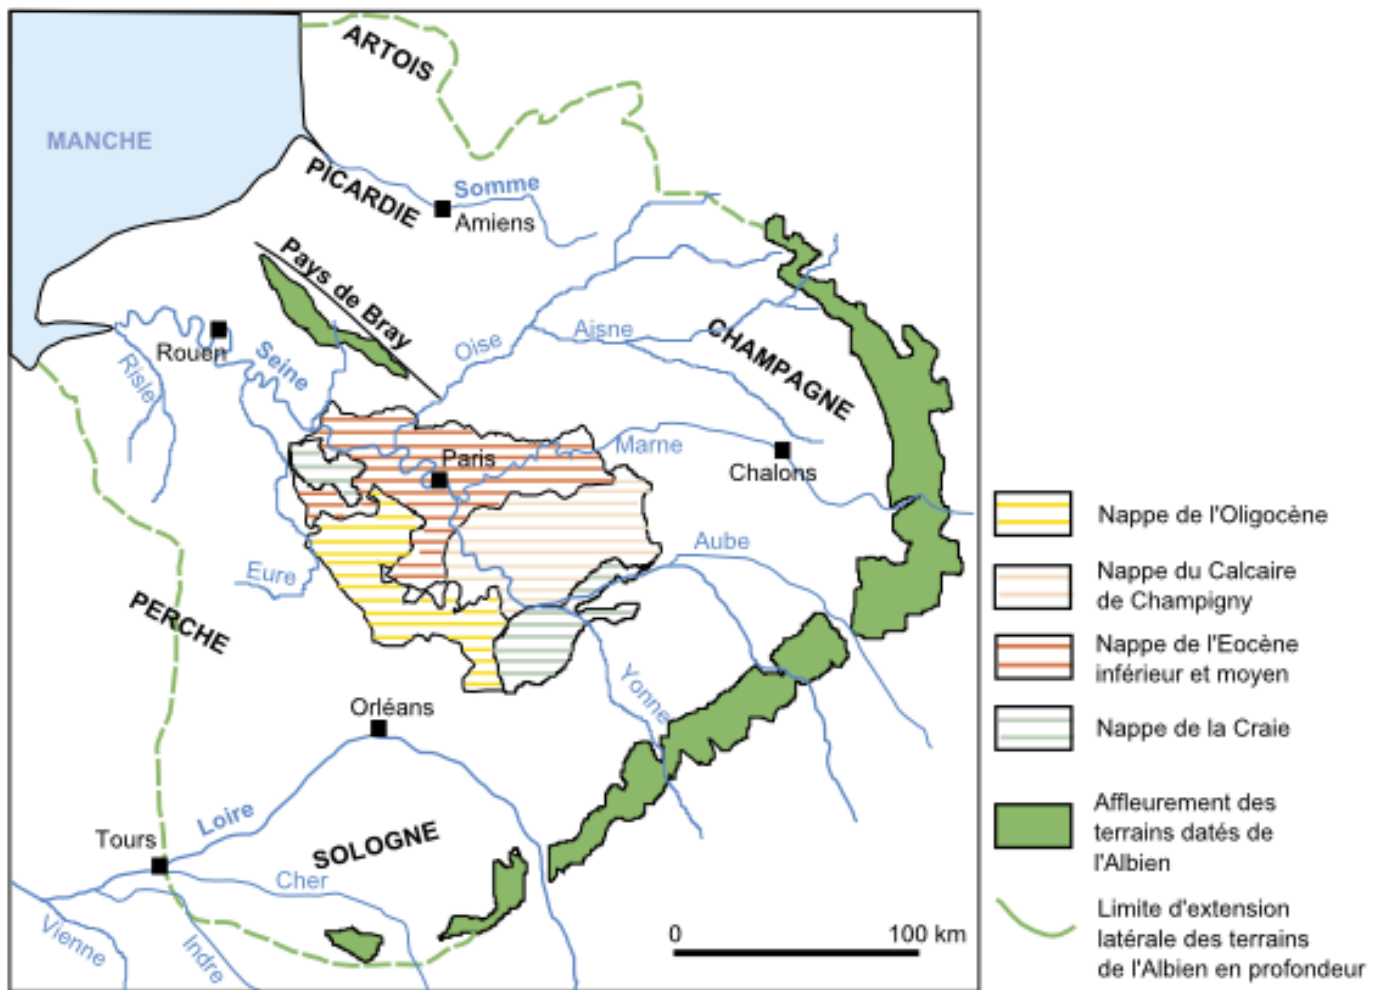 ARTOIS
MANCHE
PICARDIE
Somme
Amiens
Pays de Bray
Rouen
Seine
Risle
Oise
Aisne
CHAMPAGNE
Marne
Paris
Chalons
Eure
Aube
PERCHE
Yonne
Orléans
Loire
Tours
SOLOGNE
Cher
Vienne
Indre
0
100 km
Nappe de l'Oligocène
Nappe du Calcaire
de Champigny
Nappe de l'Eocène
inférieur et moyen
Nappe de la Craie
Affleurement des
terrains datés de
l'Albien
Limite d'extension
latérale des terrains
de l'Albien en profondeur